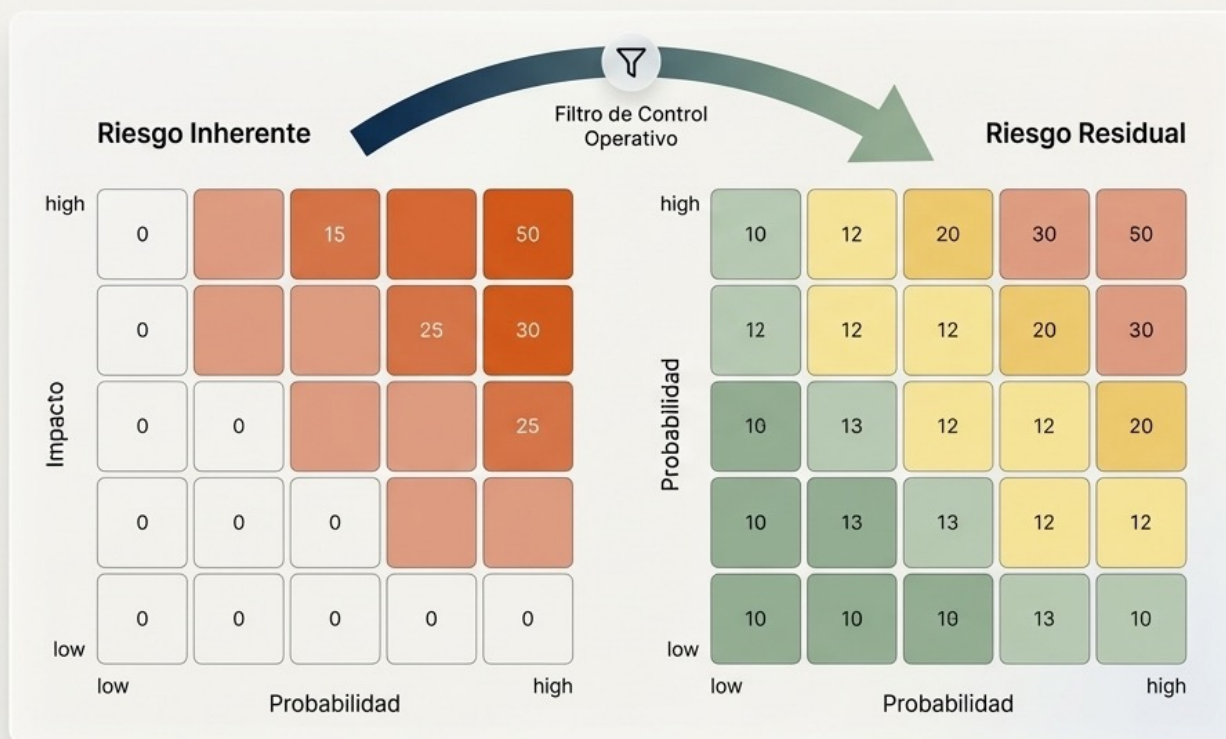 Filtro de Control
Operativo
Riesgo Inherente
high
0 15 50
0 25 30
0 0 25
0 0 0
0 0 0 0 0
low
low high
Impacto
Probabilidad
Riesgo Residual
high
10 12 20 30 50
12 12 12 20 30
10 13 12 12 20
10 13 13 12 12
10 10 10 13 10
low
low high
Probabilidad
Probabilidad